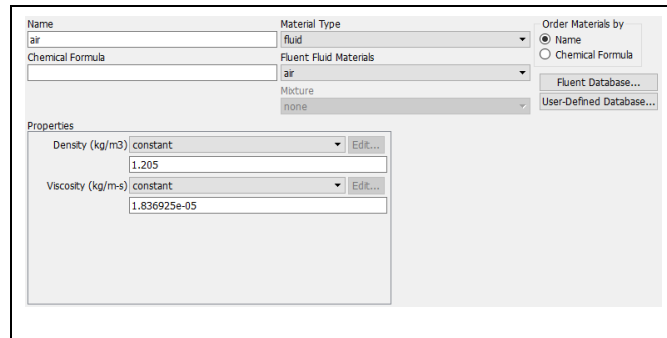 Name
air
Chemical Formula
Material Type
fluid
Fluent Fluid Materials
air
Mixture
none
Order Materials by
Name
Chemical Formula
Fluent Database...
User-Defined Database...
Properties
Density (kg/m3) constant Edit...
1.205
Viscosity (kg/m-s) constant Edit...
1.836925e-05